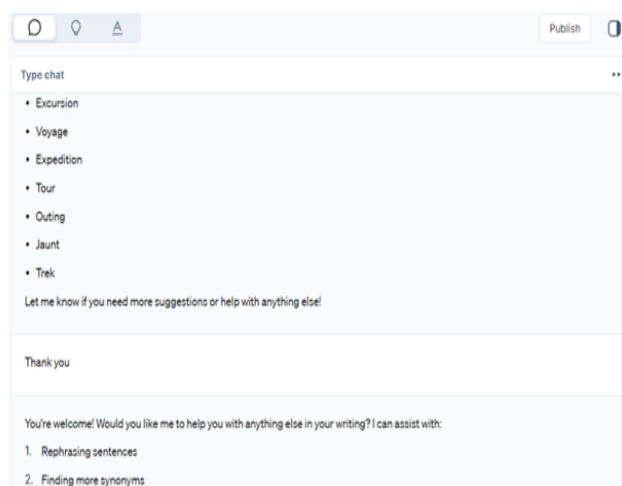 A
Publish
Type chat
• Excursion
• Voyage
• Expedition
• Tour
• Outing
• Jaunt
• Trek
Let me know if you need more suggestions or help with anything else!
Thank you
You're welcome! Would you like me to help you with anything else in your writing? I can assist with:
1. Rephrasing sentences
2. Finding more synonyms